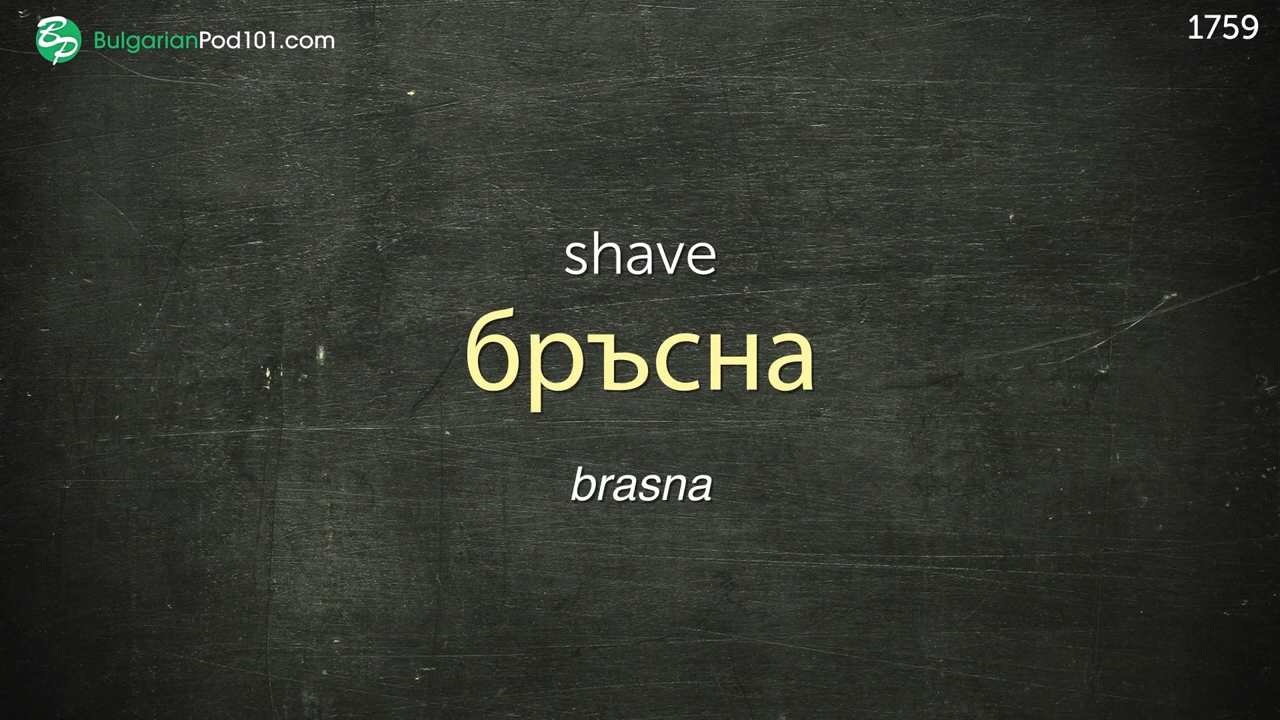 BulgarianPod101.com
1759
shave
бръсна
brasna